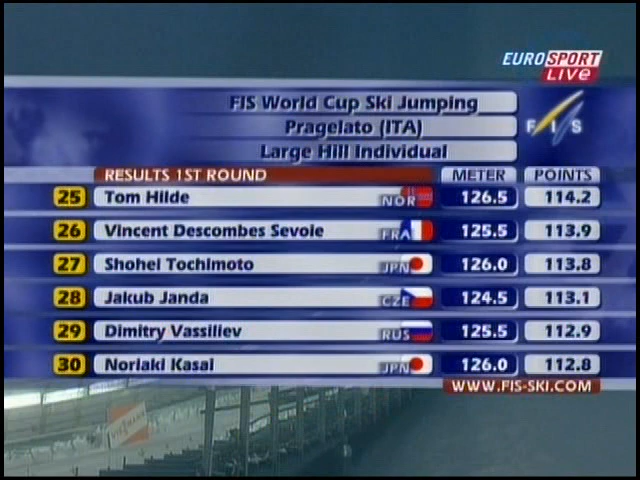 EUROSPORT
LIVE
FIS World Cup Ski Jumping
Pragelato (ITA)
Large Hill Individual
FIS
RESULTS 1ST ROUND METER POINTS
25 Tom Hilde NOR 126.5 114.2
26 Vincent Descombes Sevoie FRA 125.5 113.9
27 Shohei Tochimoto JPN 126.0 113.8
28 Jakub Janda CZE 124.5 113.1
29 Dimitry Vassiliev RUS 125.5 112.9
30 Noriaki Kasai JPN 126.0 112.8
WWW.FIS-SKI.COM
VIESSMANN